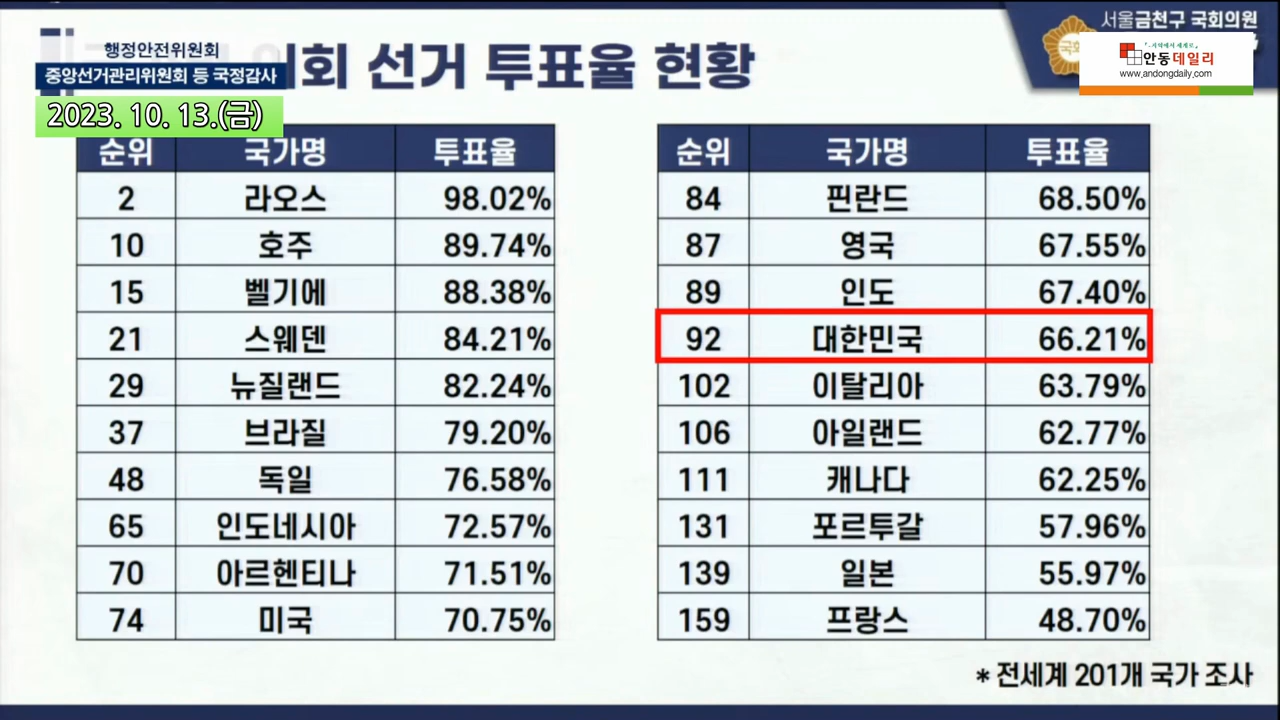 행정안전위원회
중앙선거관리위원회 등 국정감사
2023. 10. 13.(금)
의회 선거 투표율 현황
서울금천구 국회의원
안동데일리
www.andongdaily.com
순위 국가명 투표율
2 라오스 98.02%
10 호주 89.74%
15 벨기에 88.38%
21 스웨덴 84.21%
29 뉴질랜드 82.24%
37 브라질 79.20%
48 독일 76.58%
65 인도네시아 72.57%
70 아르헨티나 71.51%
74 미국 70.75%
순위 국가명 투표율
84 핀란드 68.50%
87 영국 67.55%
89 인도 67.40%
92 대한민국 66.21%
102 이탈리아 63.79%
106 아일랜드 62.77%
111 캐나다 62.25%
131 포르투갈 57.96%
139 일본 55.97%
159 프랑스 48.70%
* 전세계 201개 국가 조사